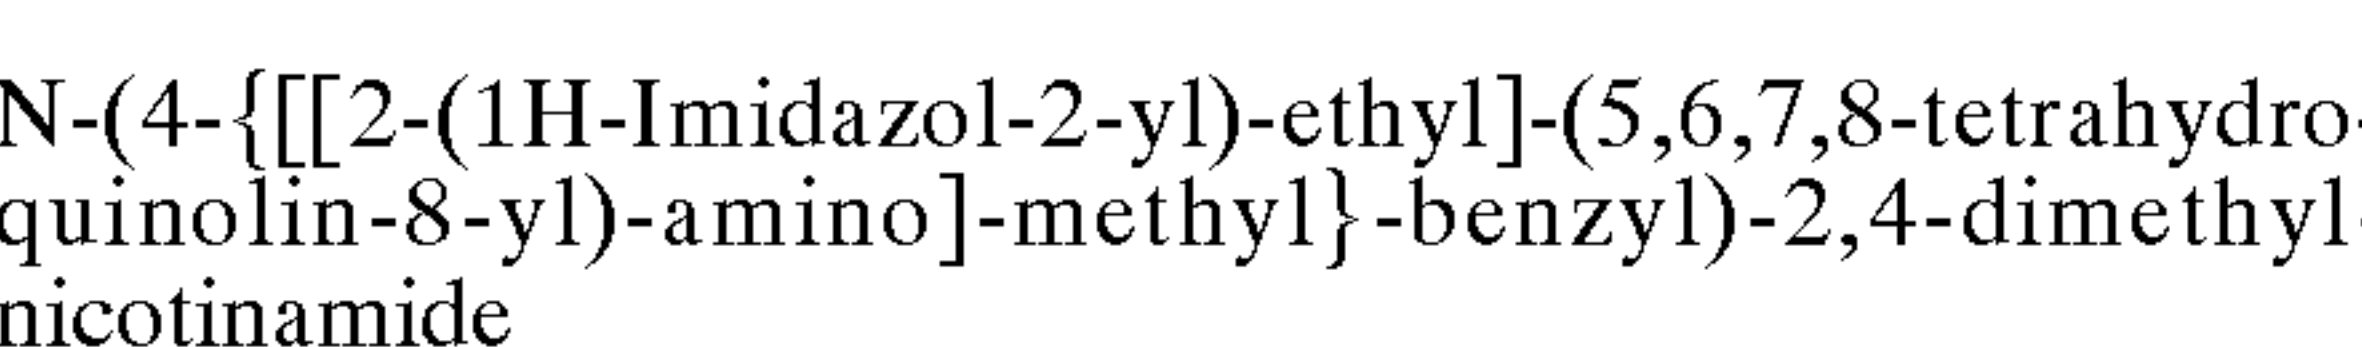 N-(4-{[[2-(1H-Imidazol-2-yl)-ethyl]-(5,6,7,8-tetrahydro-
quinolin-8-yl)-amino]-methyl}-benzyl)-2,4-dimethyl-
nicotinamide